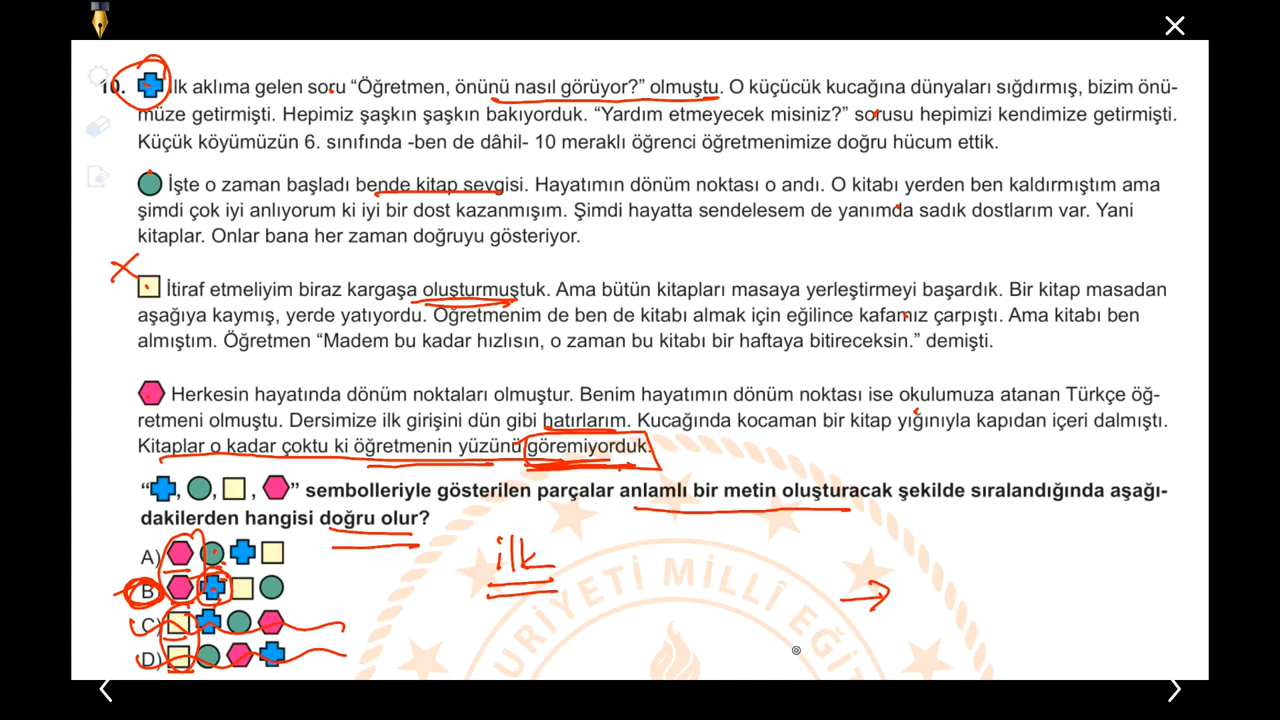 10. İlk aklıma gelen soru “Öğretmen, önünü nasıl görüyor?” olmuştu. O küçücük kucağına dünyaları sığdırmış, bizim önü-
müze getirmişti. Hepimiz şaşkın şaşkın bakıyorduk. “Yardım etmeyecek misiniz?” sorusu hepimizi kendimize getirmişti.
Küçük köyümüzün 6. sınıfında -ben de dâhil- 10 meraklı öğrenci öğretmenimize doğru hücum ettik.
İşte o zaman başladı bende kitap sevgisi. Hayatımın dönüm noktası o andı. O kitabı yerden ben kaldırmıştım ama
şimdi çok iyi anlıyorum ki iyi bir dost kazanmışım. Şimdi hayatta sendelesem de yanımda sadık dostlarım var. Yani
kitaplar. Onlar bana her zaman doğruyu gösteriyor.
İtiraf etmeliyim biraz kargaşa oluşturmuştuk. Ama bütün kitapları masaya yerleştirmeyi başardık. Bir kitap masadan
aşağıya kaymış, yerde yatıyordu. Öğretmenim de ben de kitabı almak için eğilince kafamız çarpıştı. Ama kitabı ben
almıştım. Öğretmen “Madem bu kadar hızlısın, o zaman bu kitabı bir haftaya bitireceksin.” demişti.
Herkesin hayatında dönüm noktaları olmuştur. Benim hayatımın dönüm noktası ise okulumuza atanan Türkçe öğ-
retmeni olmuştu. Dersimize ilk girişini dün gibi hatırlarım. Kucağında kocaman bir kitap yığınıyla kapıdan içeri dalmıştı.
Kitaplar o kadar çoktu ki öğretmenin yüzünü göremiyorduk.
“ , , , ” sembolleriyle gösterilen parçalar anlamlı bir metin oluşturacak şekilde sıralandığında aşağı-
dakilerden hangisi doğru olur?
A)
B)
C)
D)
ilk
URİYETİ MİLLÎ EĞİT